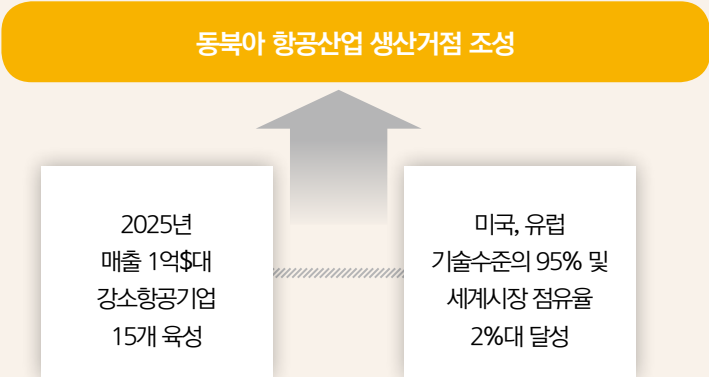 동북아 항공산업 생산거점 조성
2025년
매출 1억$대
강소항공기업
15개 육성
미국, 유럽
기술수준의 95% 및
세계시장 점유율
2%대 달성